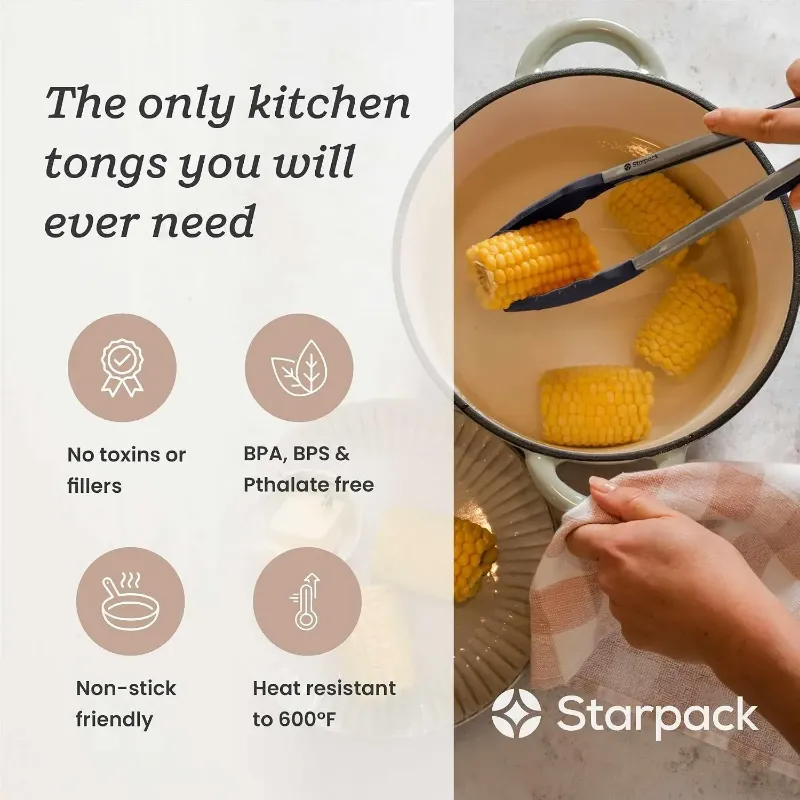 The only kitchen
tongs you will
ever need
Starpack
No toxins or
fillers
BPA, BPS &
Pthalate free
Non-stick
friendly
Heat resistant
to 600°F
Starpack